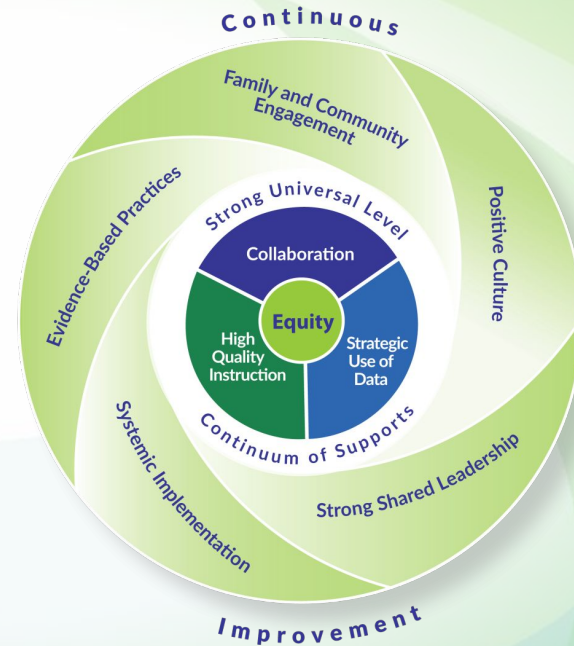 Continuous
Family and Community
Engagement
Positive Culture
Evidence-Based Practices
Strong Universal Level
Collaboration
Equity
High
Quality
Instruction
Strategic
Use of
Data
Continuum of Supports
Systemic Implementation
Strong Shared Leadership
Improvement